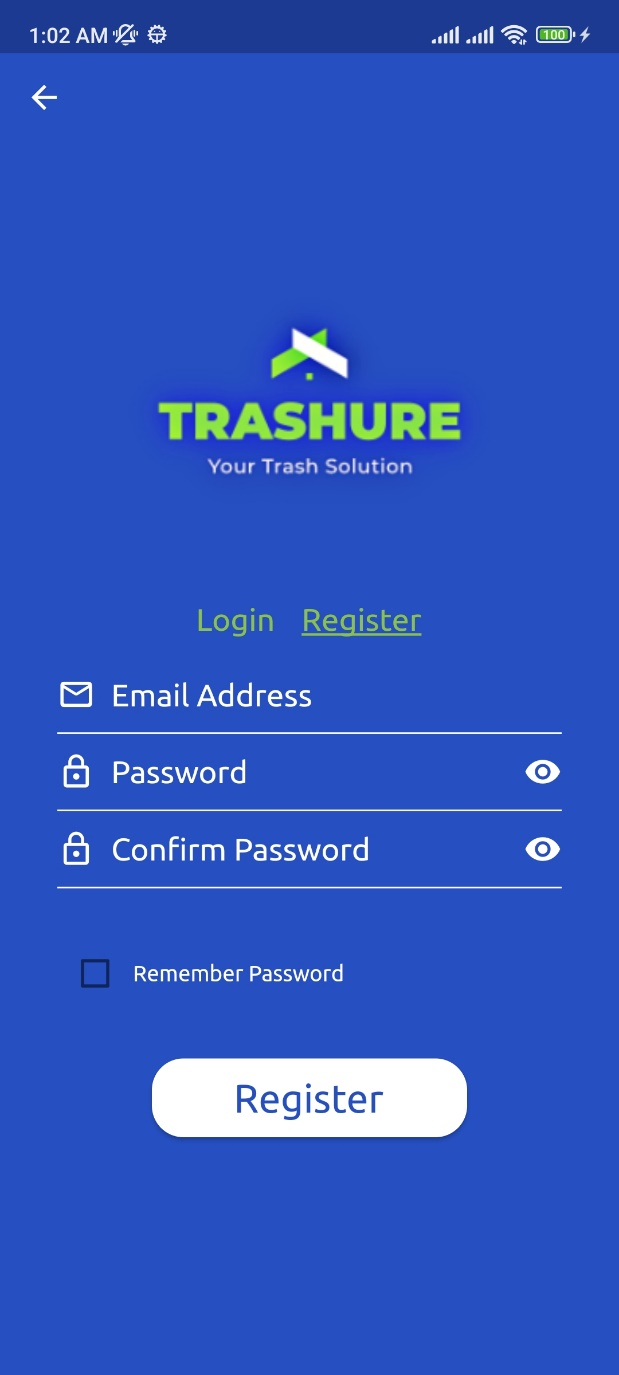 1:02 AM 100
TRASHURE
Your Trash Solution
Login Register
Email Address
Password
Confirm Password
Remember Password
Register